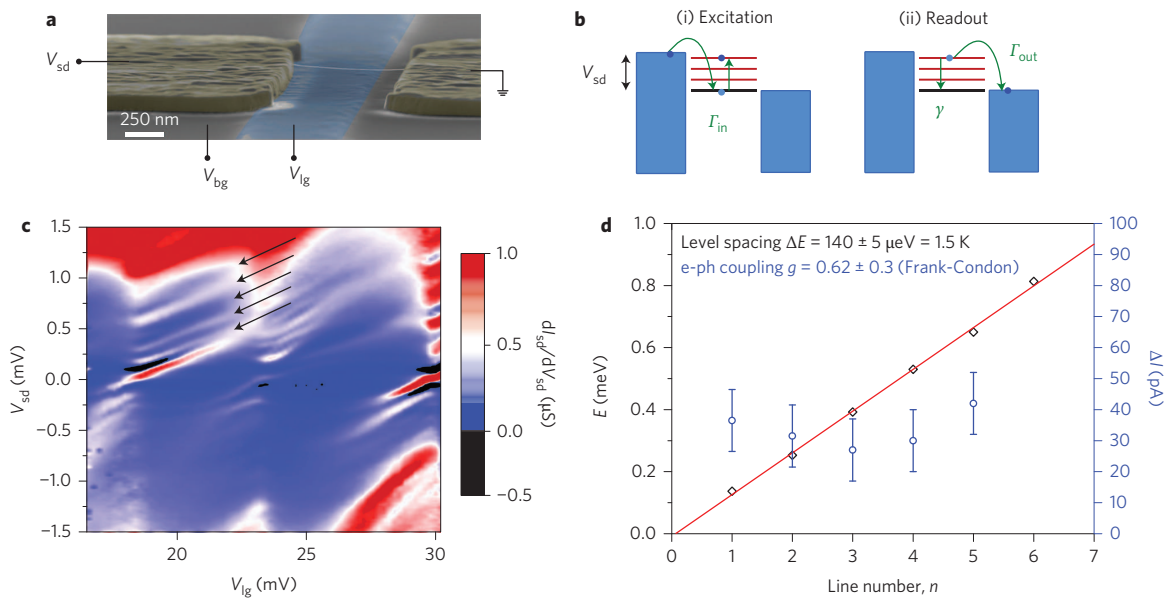 a
V_sd
250 nm
V_bg
V_lg
b
(i) Excitation
(ii) Readout
V_sd
Γ_in
γ
Γ_out
c
1.5
1.0
0.5
0.0
−0.5
−1.0
−1.5
V_sd (mV)
20
25
30
V_lg (mV)
1.0
0.5
0.0
−0.5
dI_sd/dV_sd (μS)
d
Level spacing ΔE = 140 ± 5 μeV = 1.5 K
e-ph coupling g = 0.62 ± 0.3 (Frank-Condon)
1.0
0.8
0.6
0.4
0.2
0.0
E (meV)
0
1
2
3
4
5
6
7
Line number, n
100
90
80
70
60
50
40
30
20
10
0
ΔI (pA)